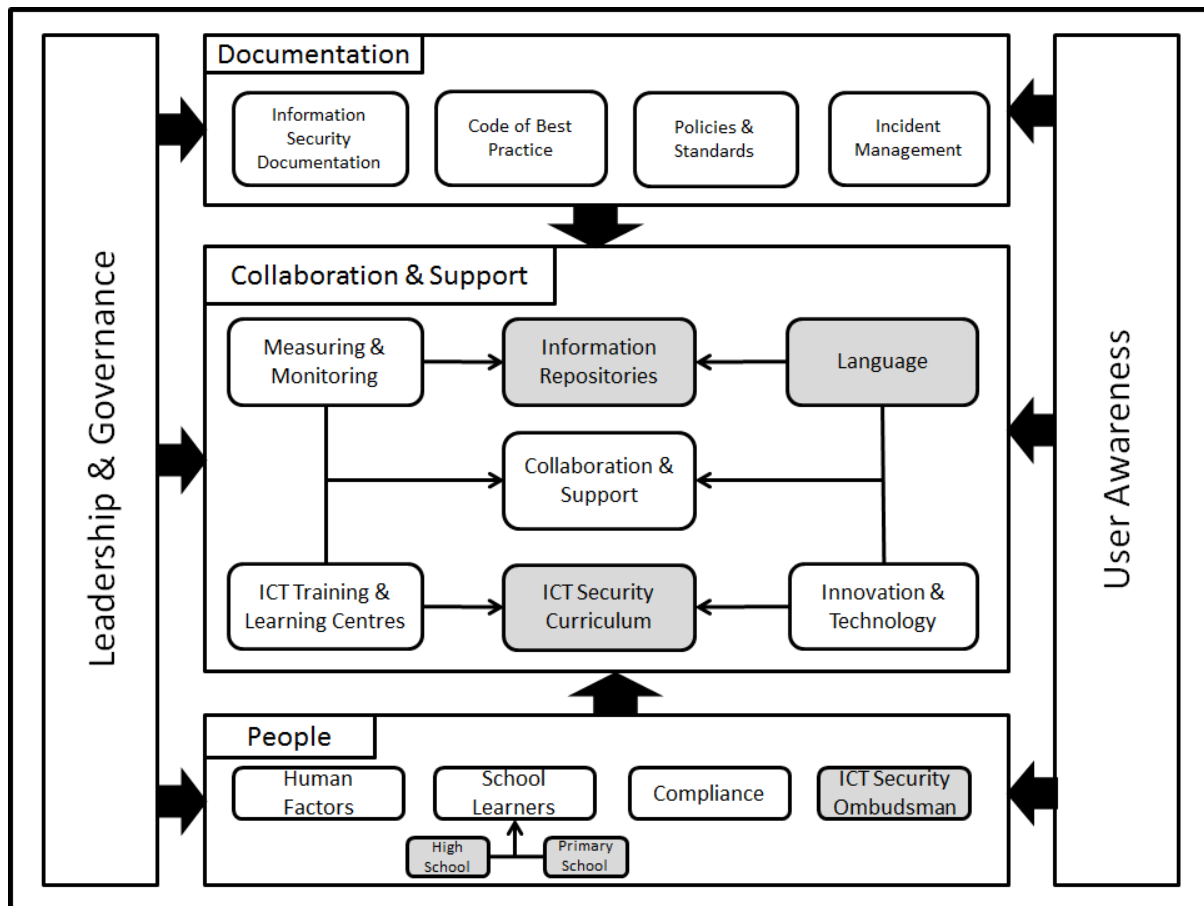 Leadership & Governance
Documentation
Information
Security
Documentation
Code of Best
Practice
Policies &
Standards
Incident
Management
Collaboration & Support
Measuring &
Monitoring
Information
Repositories
Language
Collaboration &
Support
ICT Training &
Learning Centres
ICT Security
Curriculum
Innovation &
Technology
People
Human
Factors
School
Learners
Compliance
ICT Security
Ombudsman
High
School
Primary
School
User Awareness